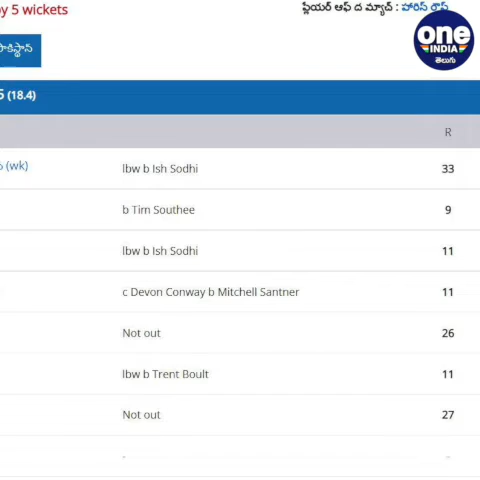 by 5 wickets
ప్లేయర్ ఆఫ్ ద మ్యాచ్ : హారిస్ రౌఫ్
one
INDIA
తెలుగు
పాకిస్థాన్
5 (18.4)
R
(wk)
lbw b Ish Sodhi 33
b Tim Southee 9
lbw b Ish Sodhi 11
c Devon Conway b Mitchell Santner 11
Not out 26
lbw b Trent Boult 11
Not out 27